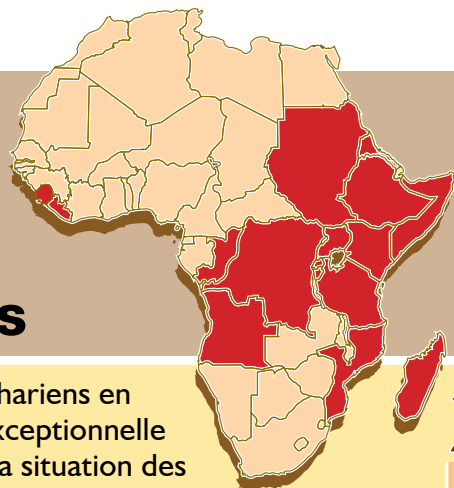 s
hariens en
xceptionnelle
a situation des